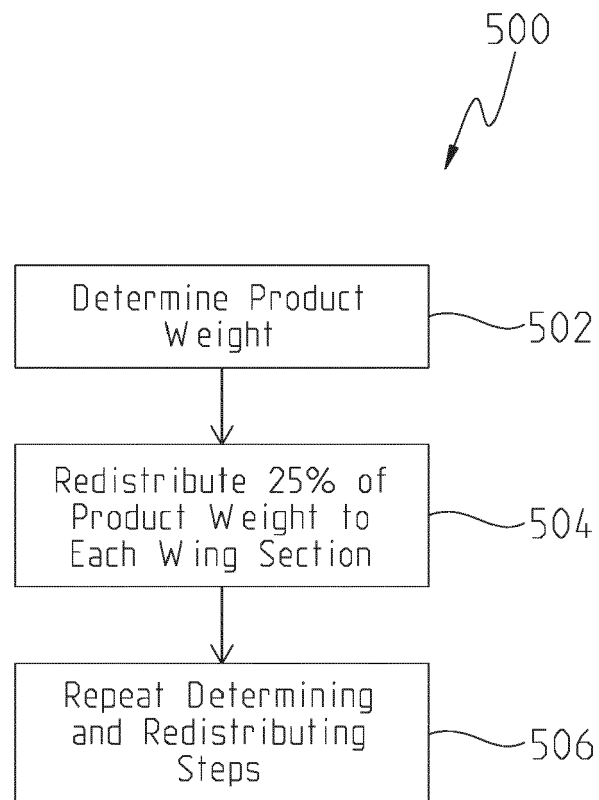 500
Determine Product
Weight
502
Redistribute 25% of
Product Weight to
Each Wing Section
504
Repeat Determining
and Redistributing
Steps
506